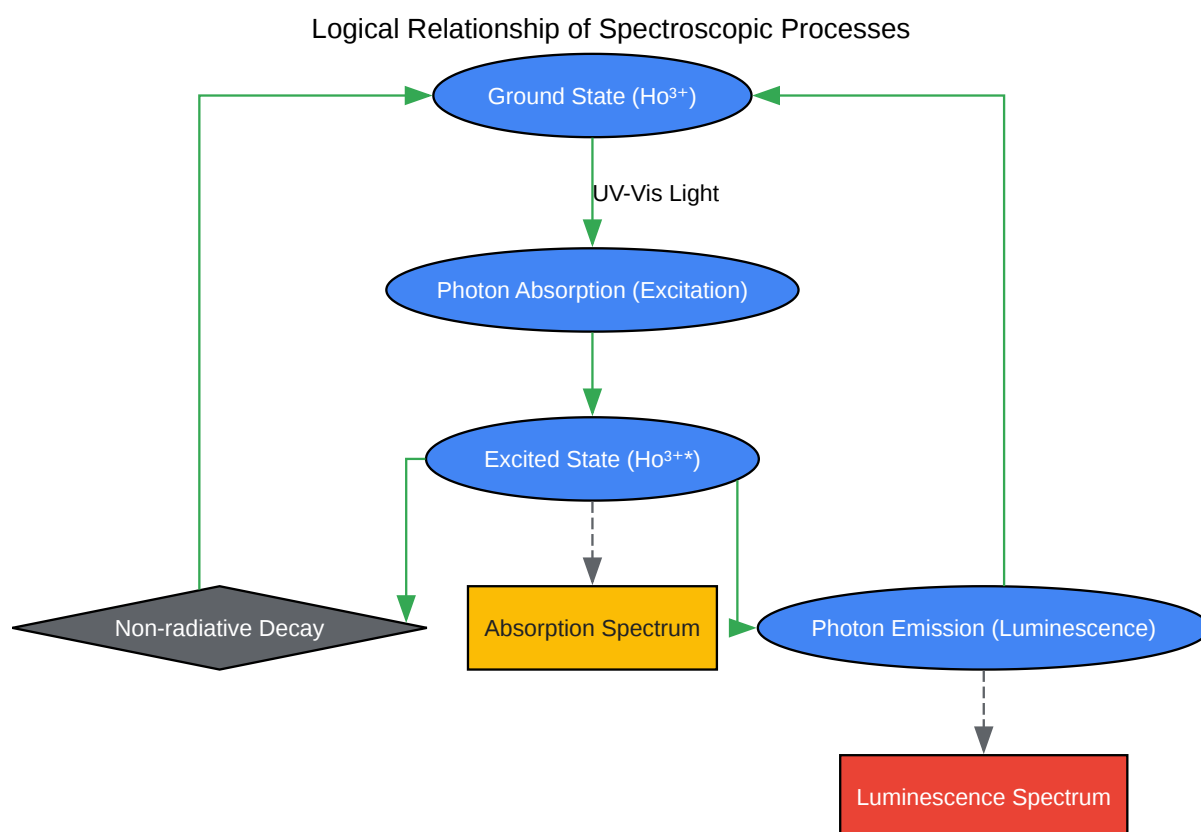 Logical Relationship of Spectroscopic Processes
Ground State (Ho³⁺)
UV-Vis Light
Photon Absorption (Excitation)
Excited State (Ho³⁺*)
Non-radiative Decay
Absorption Spectrum
Photon Emission (Luminescence)
Luminescence Spectrum